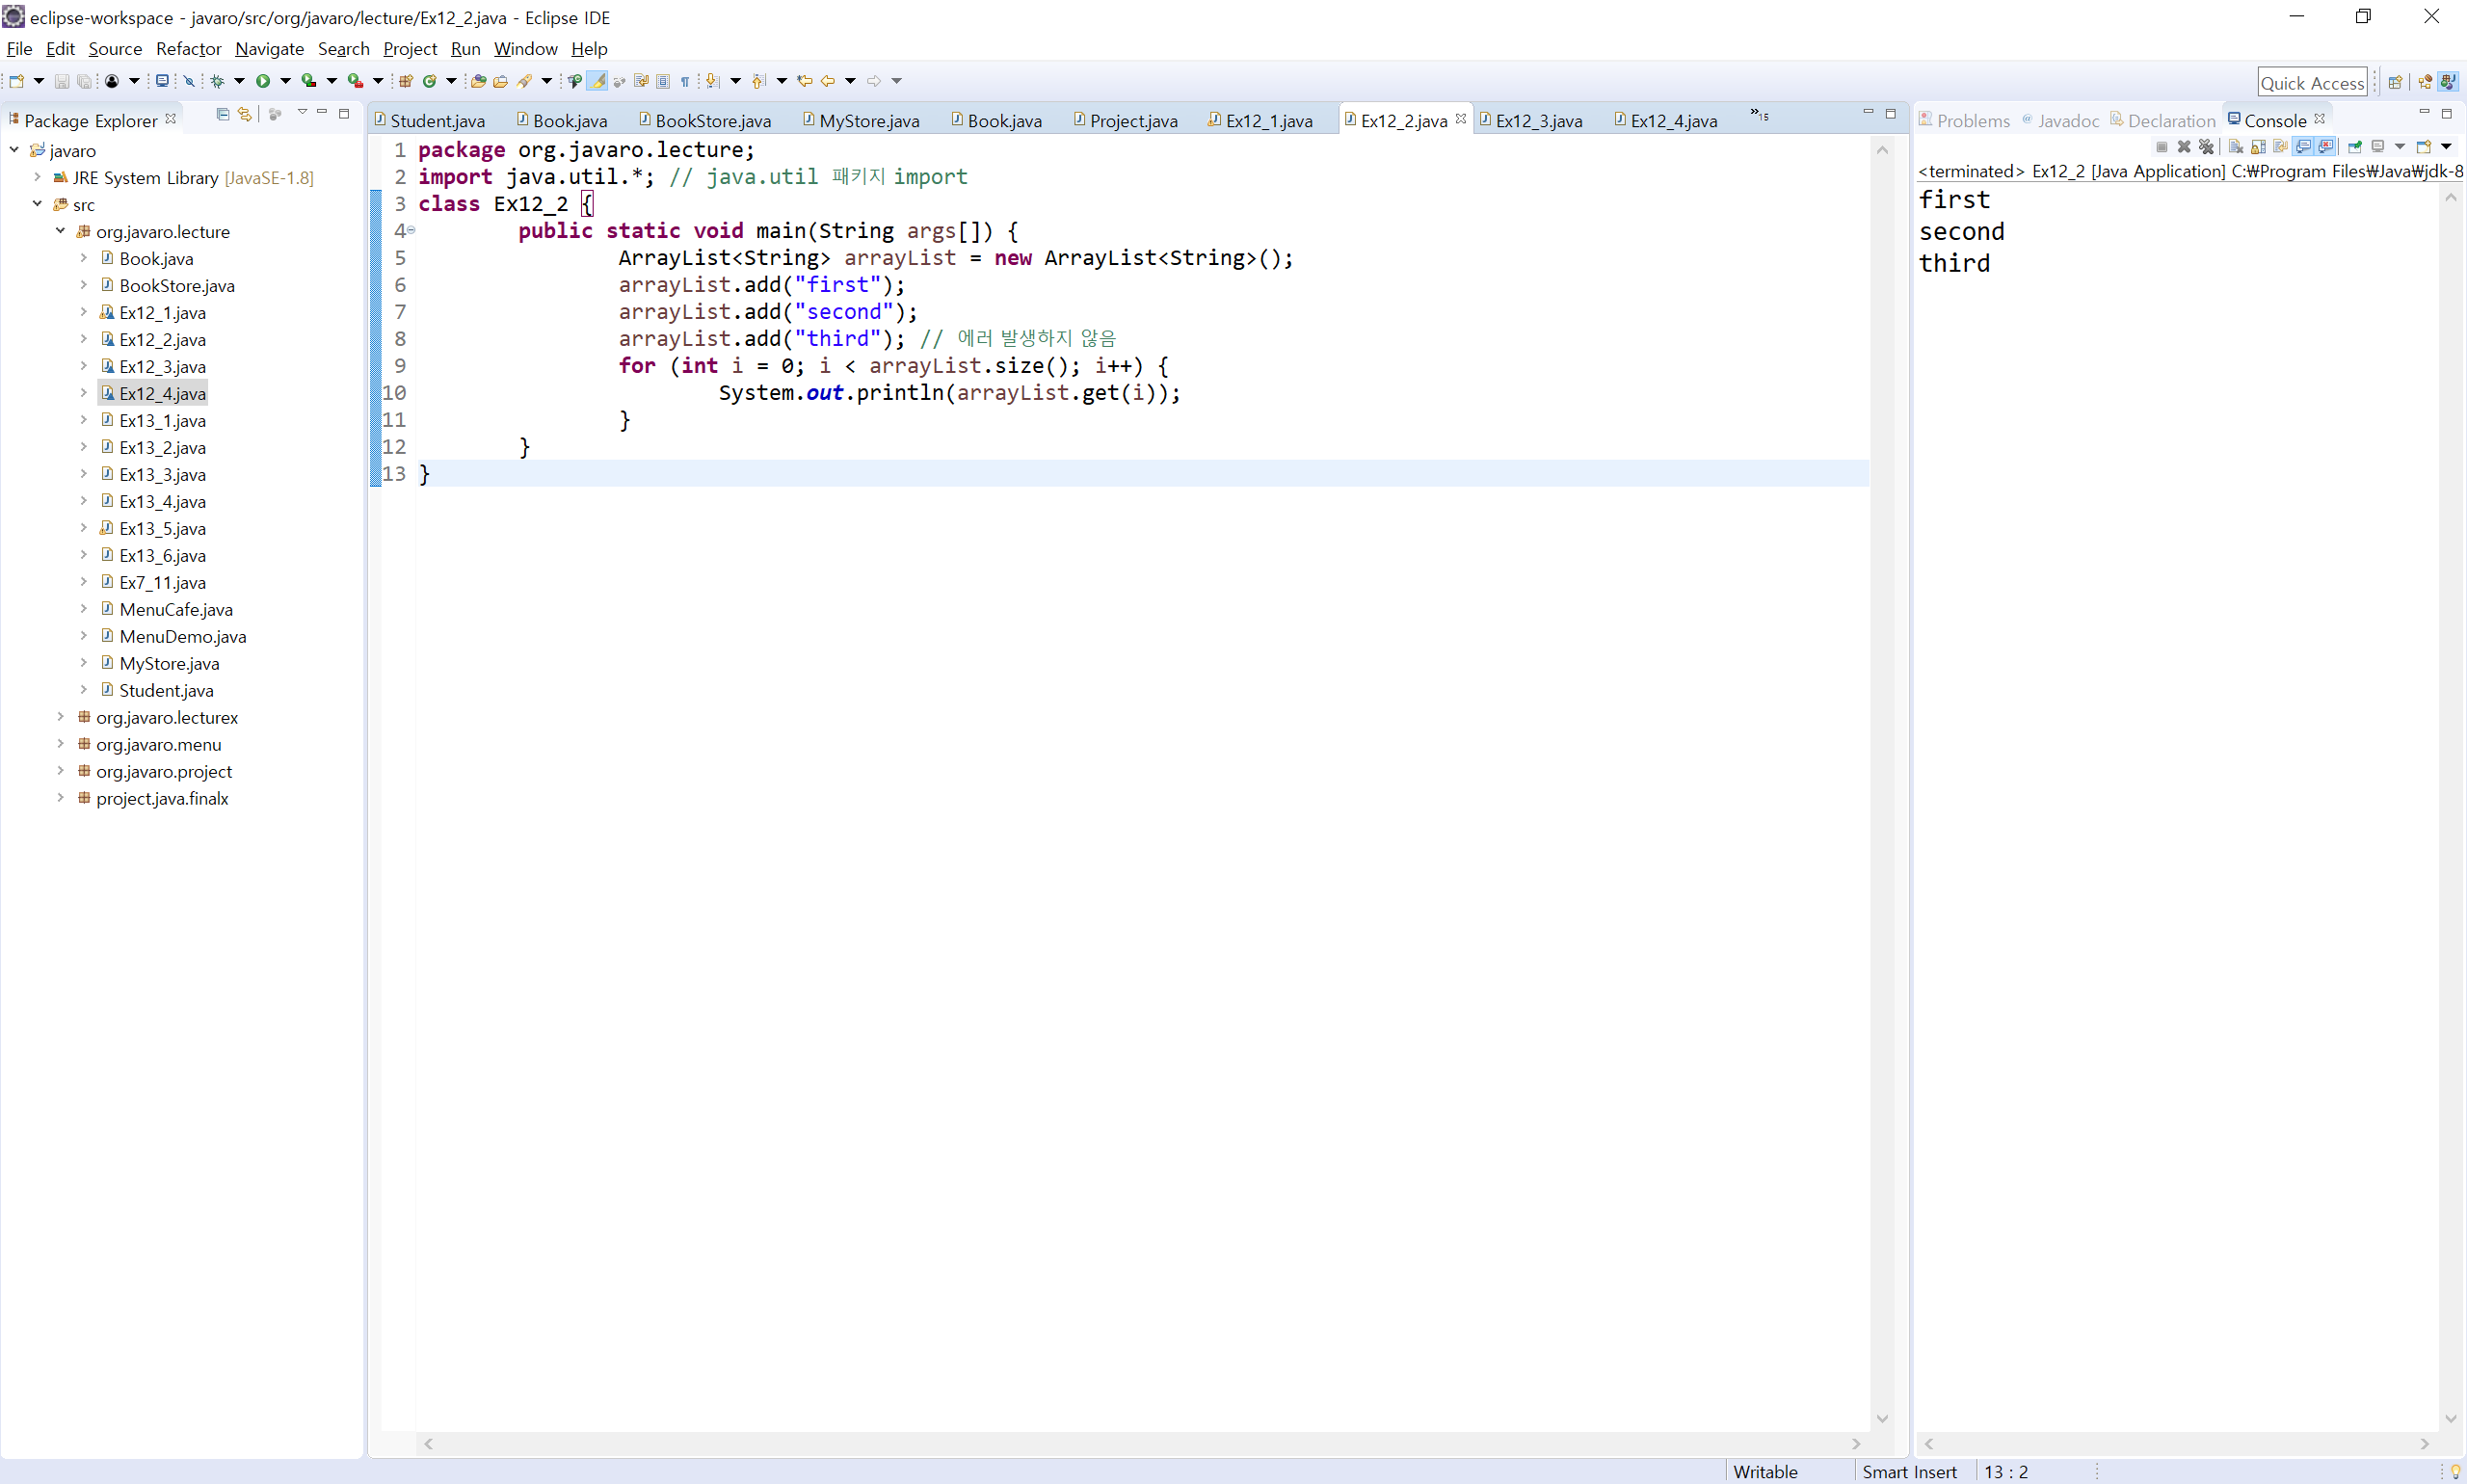 eclipse-workspace - javaro/src/org/javaro/lecture/Ex12_2.java - Eclipse IDE
File Edit Source Refactor Navigate Search Project Run Window Help
Quick Access
Package Explorer
javaro
JRE System Library [JavaSE-1.8]
src
org.javaro.lecture
Book.java
BookStore.java
Ex12_1.java
Ex12_2.java
Ex12_3.java
Ex12_4.java
Ex13_1.java
Ex13_2.java
Ex13_3.java
Ex13_4.java
Ex13_5.java
Ex13_6.java
Ex7_11.java
MenuCafe.java
MenuDemo.java
MyStore.java
Student.java
org.javaro.lecturex
org.javaro.menu
org.javaro.project
project.java.finalx
Student.java Book.java BookStore.java MyStore.java Book.java Project.java Ex12_1.java Ex12_2.java Ex12_3.java Ex12_4.java »15
1 package org.javaro.lecture;
2 import java.util.*; // java.util 패키지 import
3 class Ex12_2 {
4 public static void main(String args[]) {
5 ArrayList<String> arrayList = new ArrayList<String>();
6 arrayList.add("first");
7 arrayList.add("second");
8 arrayList.add("third"); // 에러 발생하지 않음
9 for (int i = 0; i < arrayList.size(); i++) {
10 System.out.println(arrayList.get(i));
11 }
12 }
13 }
Problems @ Javadoc Declaration Console
<terminated> Ex12_2 [Java Application] C:₩Program Files₩Java₩jdk-8
first
second
third
Writable Smart Insert 13 : 2